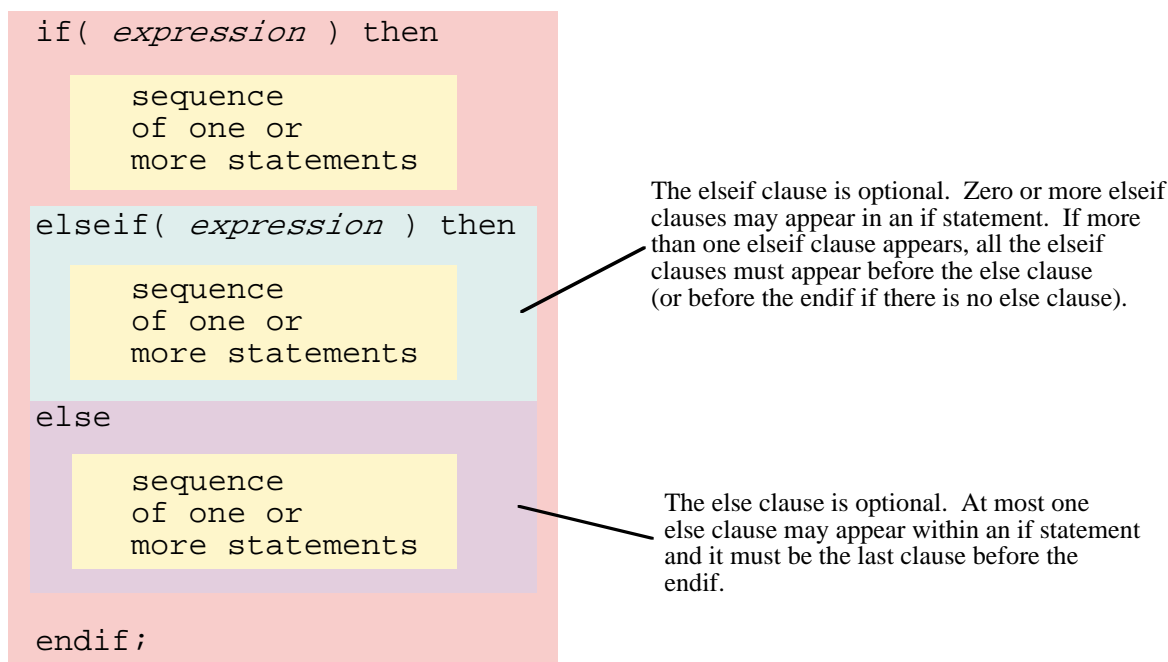 if( expression ) then
sequence
of one or
more statements
elseif( expression ) then
sequence
of one or
more statements
The elseif clause is optional. Zero or more elseif
clauses may appear in an if statement. If more
than one elseif clause appears, all the elseif
clauses must appear before the else clause
(or before the endif if there is no else clause).
else
sequence
of one or
more statements
The else clause is optional. At most one
else clause may appear within an if statement
and it must be the last clause before the
endif.
endif;